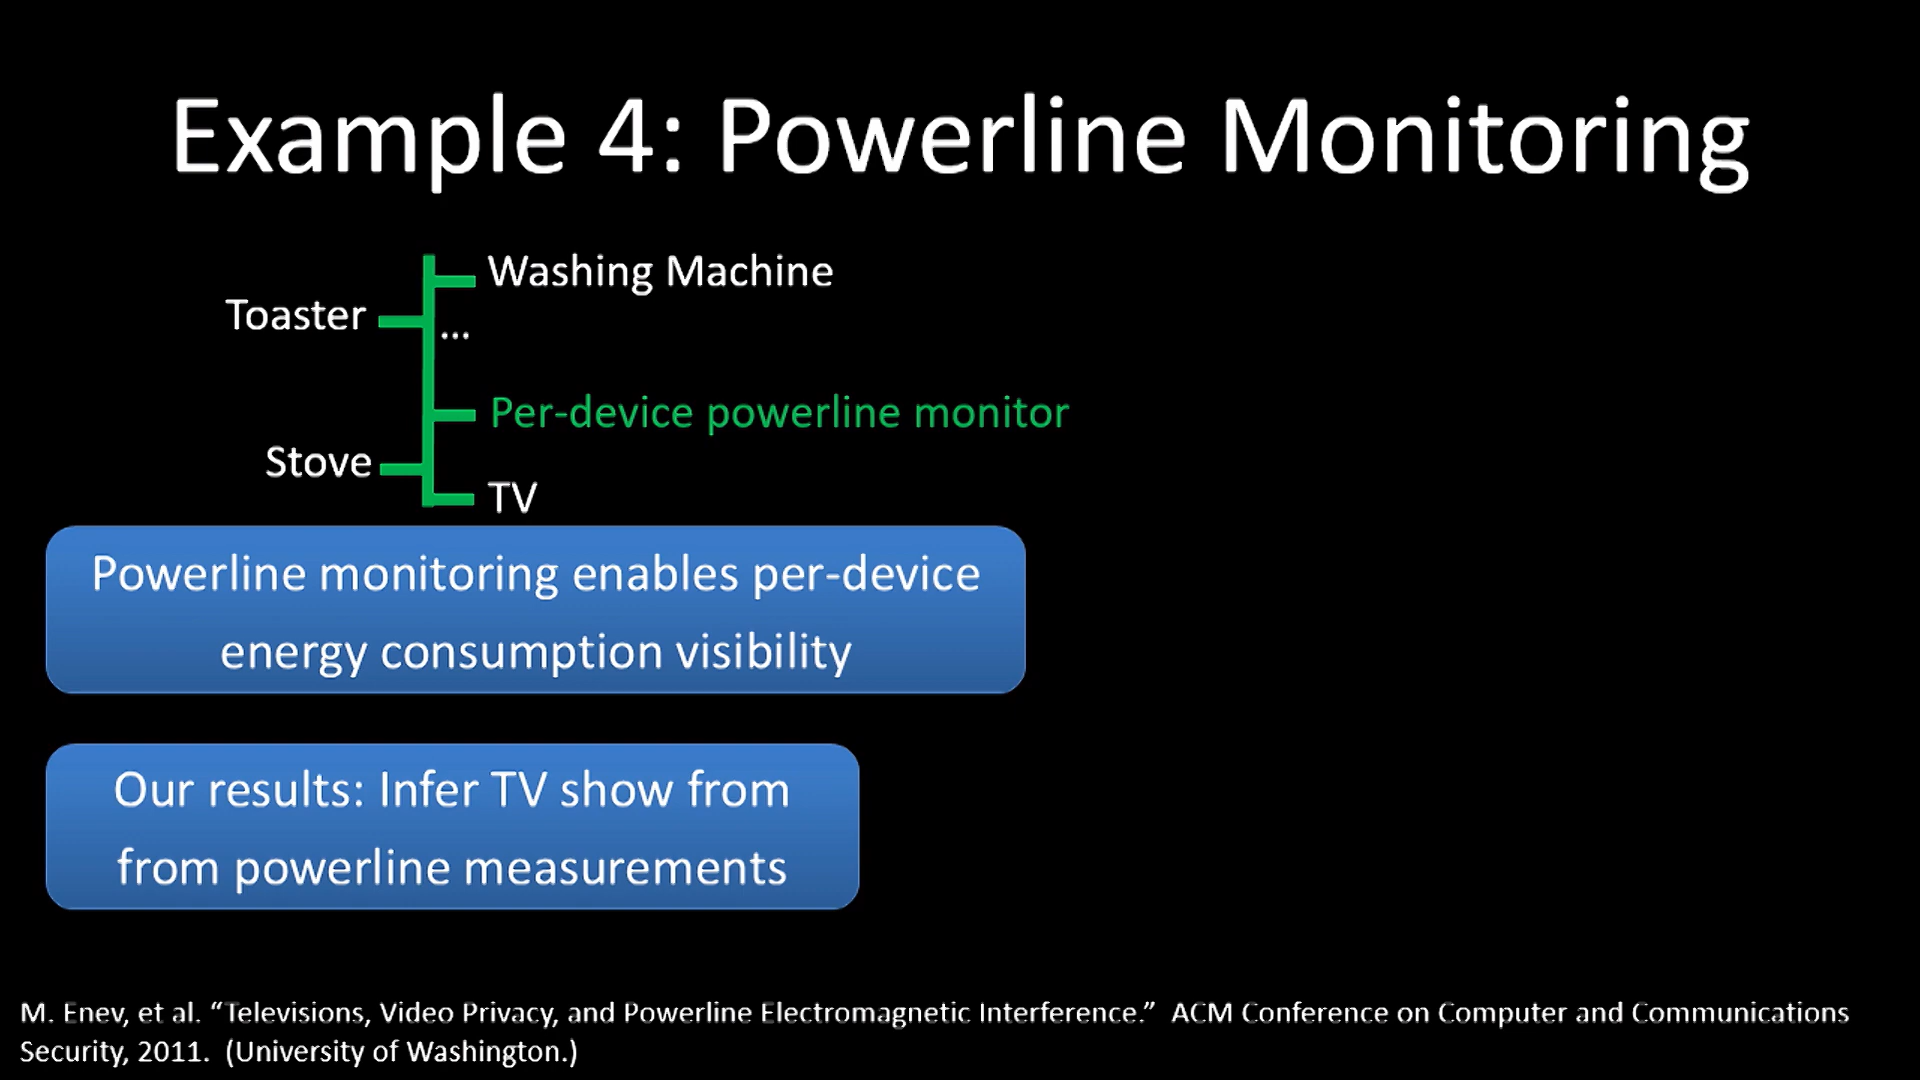 Example 4: Powerline Monitoring
Washing Machine
Toaster
...
Per-device powerline monitor
Stove
TV
Powerline monitoring enables per-device
energy consumption visibility
Our results: Infer TV show from
from powerline measurements
M. Enev, et al. “Televisions, Video Privacy, and Powerline Electromagnetic Interference.” ACM Conference on Computer and Communications
Security, 2011. (University of Washington.)